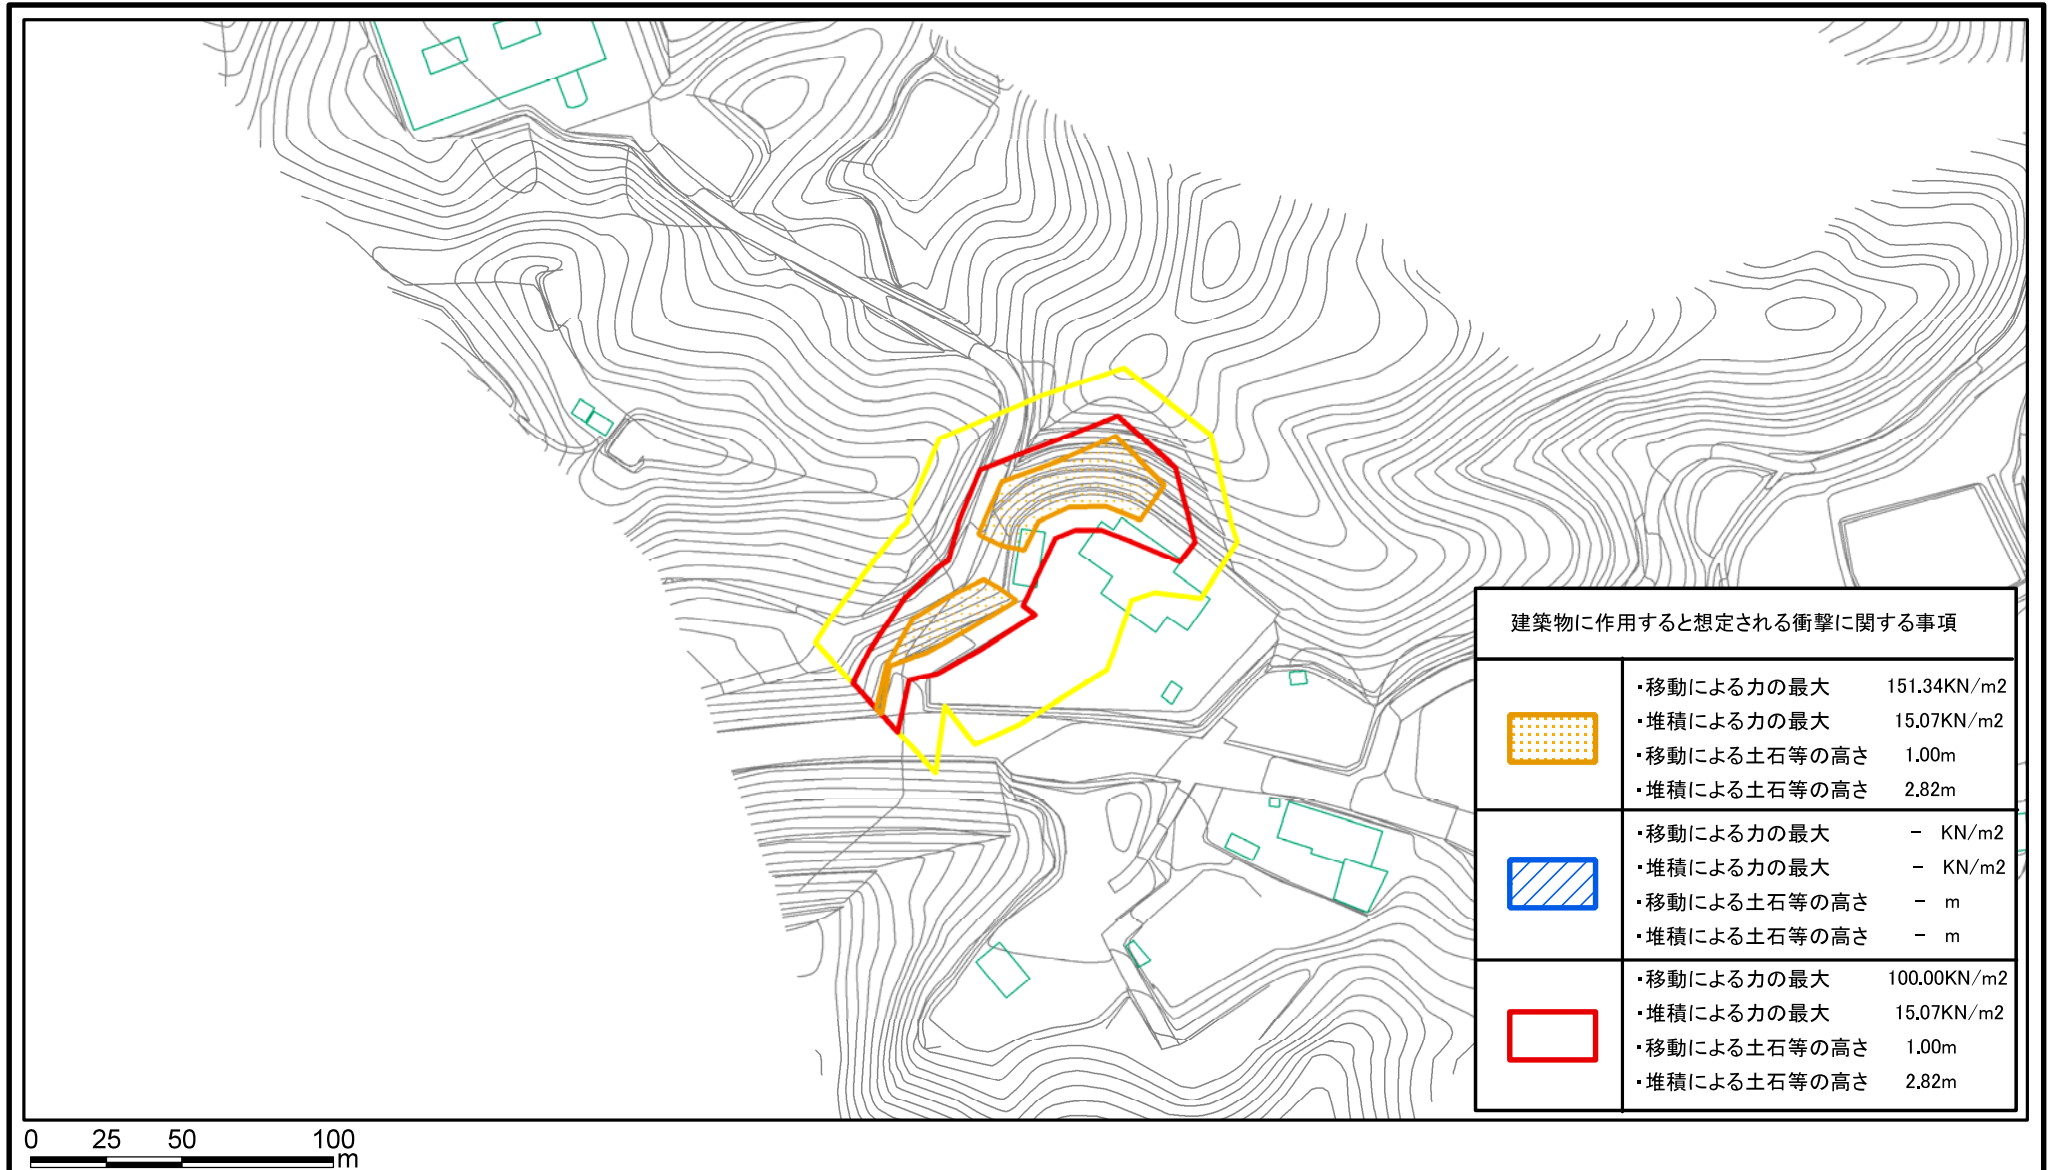 建築物に作用すると想定される衝撃に関する事項
・移動による力の最大 151.34KN/m2
・堆積による力の最大 15.07KN/m2
・移動による土石等の高さ 1.00m
・堆積による土石等の高さ 2.82m
・移動による力の最大 - KN/m2
・堆積による力の最大 - KN/m2
・移動による土石等の高さ - m
・堆積による土石等の高さ - m
・移動による力の最大 100.00KN/m2
・堆積による力の最大 15.07KN/m2
・移動による土石等の高さ 1.00m
・堆積による土石等の高さ 2.82m
0 25 50 100
m